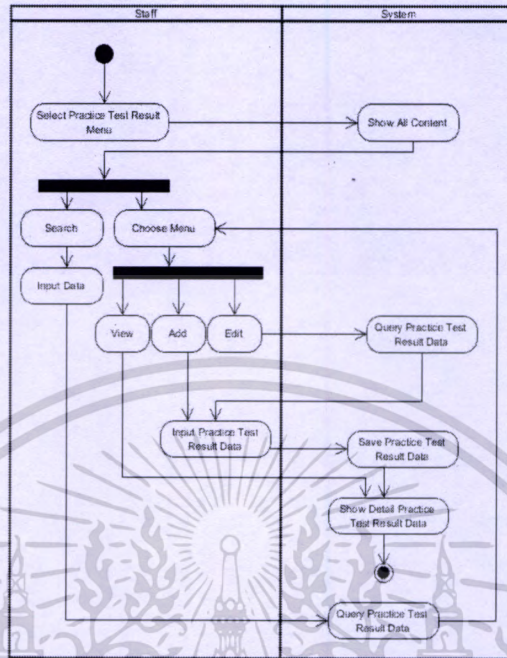 Staff
System
Select Practice Test Result
Menu
Show All Content
Search
Choose Menu
Input Data
View
Add
Edit
Query Practice Test
Result Data
Input Practice Test
Result Data
Save Practice Test
Result Data
Show Detail Practice
Test Result Data
Query Practice Test
Result Data